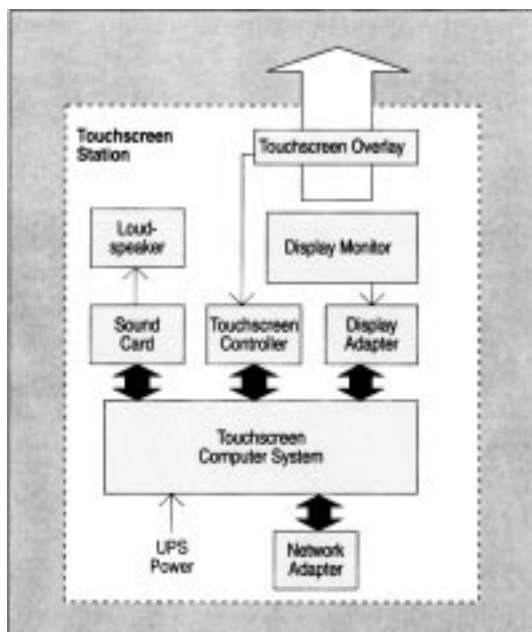 Touchscreen
Station
Touchscreen Overlay
Loud-
speaker
Display Monitor
Sound
Card
Touchscreen
Controller
Display
Adapter
Touchscreen
Computer System
UPS
Power
Network
Adapter